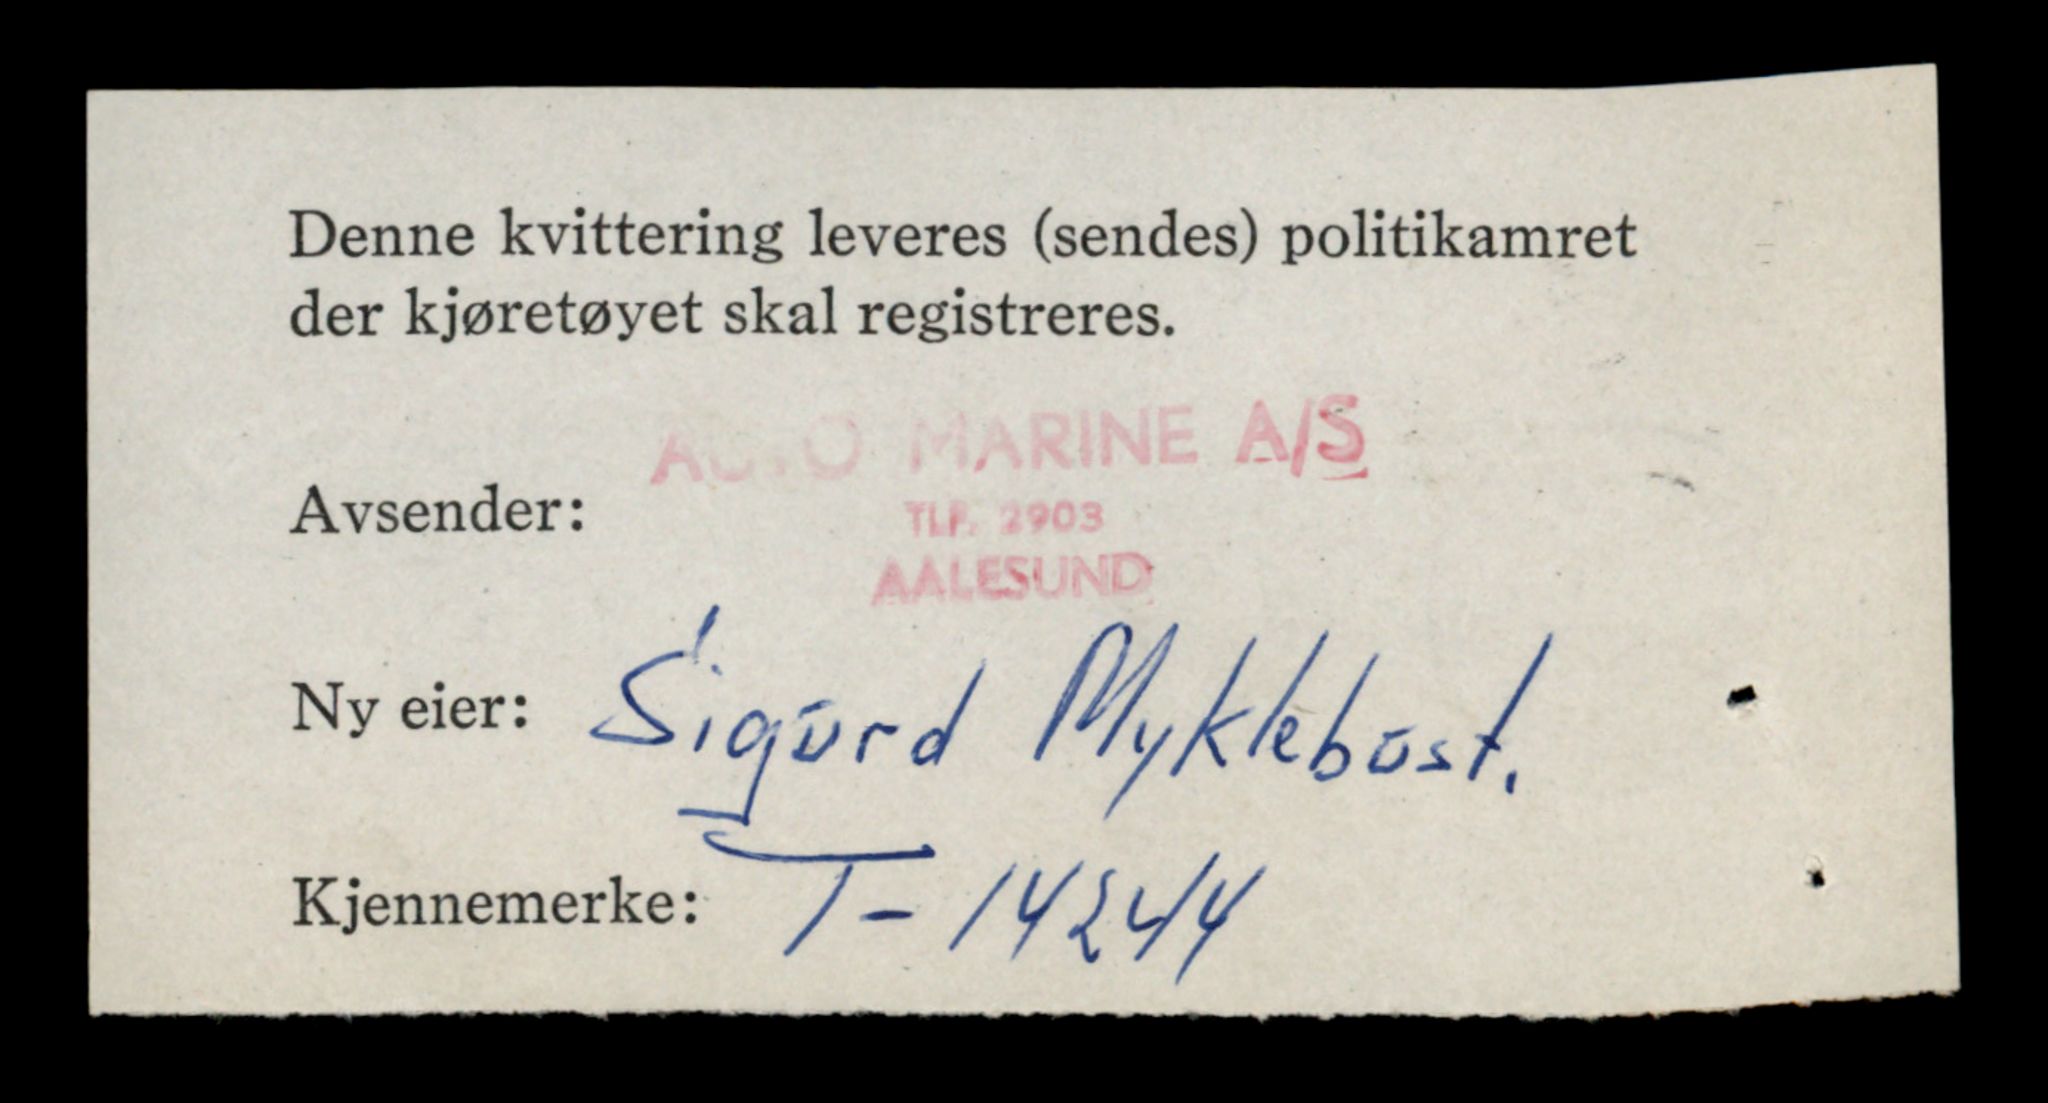 Denne kvittering leveres (sendes) politikamret
der kjøretøyet skal registreres.
AUTO MARINE A/S
Avsender:
TLF. 2903
AALESUND
Ny eier: Sigurd Myklebust.
Kjennemerke: T-14244